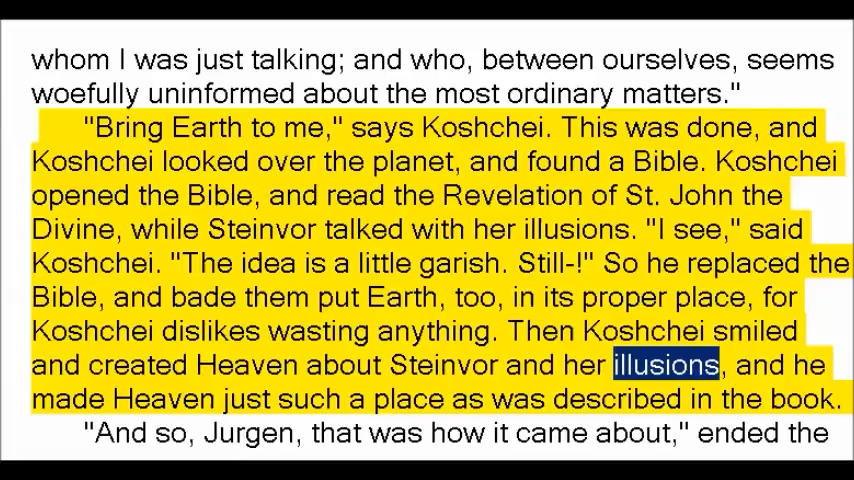 whom I was just talking; and who, between ourselves, seems
woefully uninformed about the most ordinary matters."
"Bring Earth to me," says Koshchei. This was done, and
Koshchei looked over the planet, and found a Bible. Koshchei
opened the Bible, and read the Revelation of St. John the
Divine, while Steinvor talked with her illusions. "I see," said
Koshchei. "The idea is a little garish. Still-!" So he replaced the
Bible, and bade them put Earth, too, in its proper place, for
Koshchei dislikes wasting anything. Then Koshchei smiled
and created Heaven about Steinvor and her illusions, and he
made Heaven just such a place as was described in the book.
"And so, Jurgen, that was how it came about," ended the